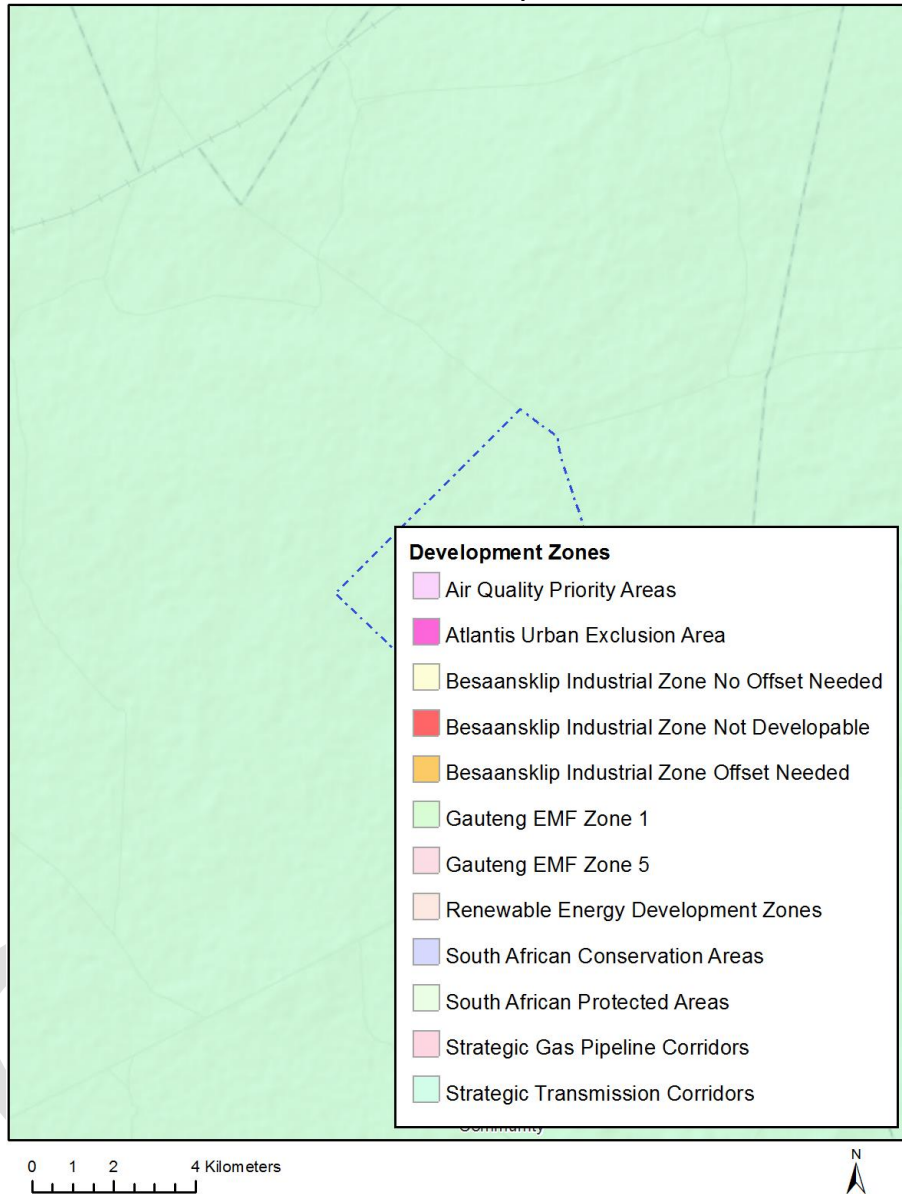 Development Zones
Air Quality Priority Areas
Atlantis Urban Exclusion Area
Besaansklip Industrial Zone No Offset Needed
Besaansklip Industrial Zone Not Developable
Besaansklip Industrial Zone Offset Needed
Gauteng EMF Zone 1
Gauteng EMF Zone 5
Renewable Energy Development Zones
South African Conservation Areas
South African Protected Areas
Strategic Gas Pipeline Corridors
Strategic Transmission Corridors
Community
0 1 2 4 Kilometers
N